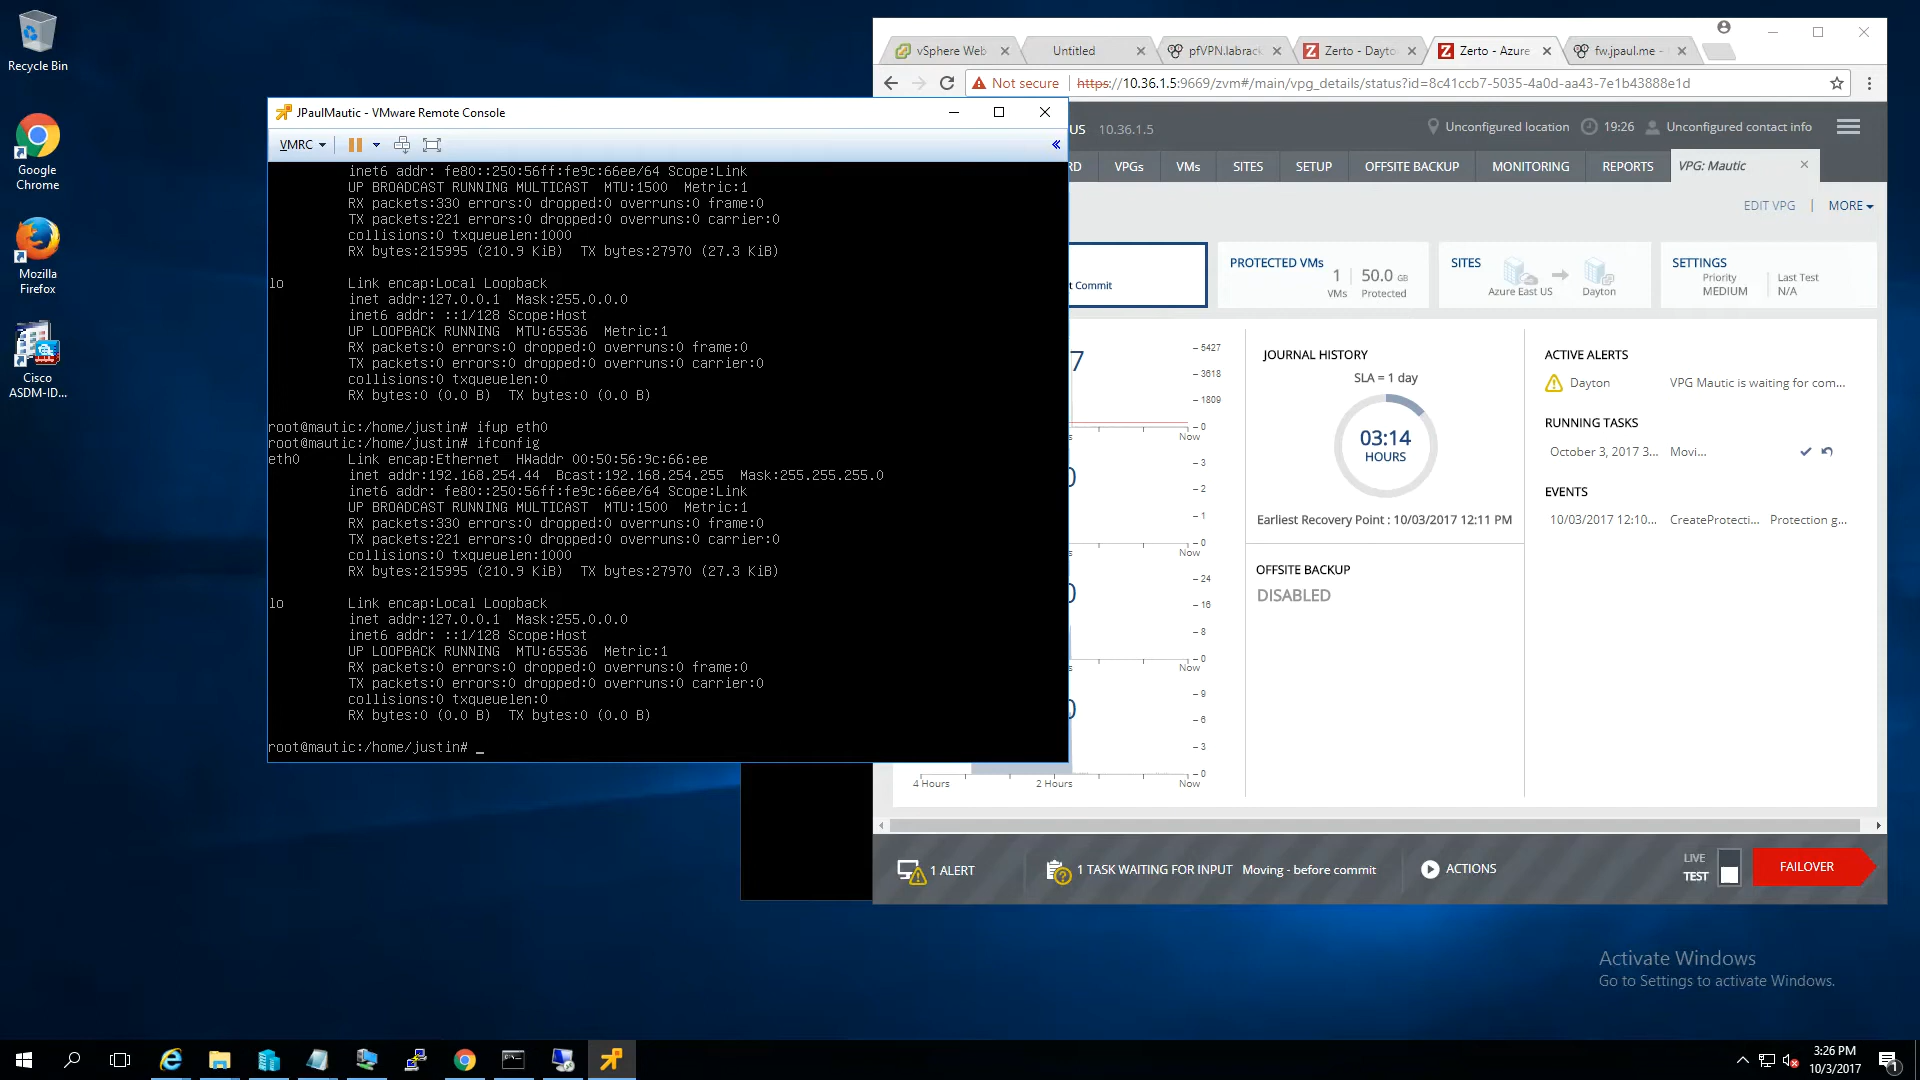 Recycle Bin
Google
Chrome
Mozilla
Firefox
Cisco
ASDM-ID...
vSphere Web
Untitled
pfVPN.labrack
Zerto - Dayto
Zerto - Azure
fw.jpaul.me -
Not secure
https://10.36.1.5:9669/zvm#/main/vpg_details/status?id=8c41ccb7-5035-4a0d-aa43-7e1b43888e1d
JPaulMautic - VMware Remote Console
VMRC
inet6 addr: fe80::250:56ff:fe9c:66ee/64 Scope:Link
UP BROADCAST RUNNING MULTICAST  MTU:1500  Metric:1
RX packets:330 errors:0 dropped:0 overruns:0 frame:0
TX packets:221 errors:0 dropped:0 overruns:0 carrier:0
collisions:0 txqueuelen:1000
RX bytes:215995 (210.9 KiB)  TX bytes:27970 (27.3 KiB)
lo        Link encap:Local Loopback
inet addr:127.0.0.1  Mask:255.0.0.0
inet6 addr: ::1/128 Scope:Host
UP LOOPBACK RUNNING  MTU:65536  Metric:1
RX packets:0 errors:0 dropped:0 overruns:0 frame:0
TX packets:0 errors:0 dropped:0 overruns:0 carrier:0
collisions:0 txqueuelen:0
RX bytes:0 (0.0 B)  TX bytes:0 (0.0 B)
root@mautic:/home/justin# ifup eth0
root@mautic:/home/justin# ifconfig
eth0      Link encap:Ethernet  HWaddr 00:50:56:9c:66:ee
inet addr:192.168.254.44  Bcast:192.168.254.255  Mask:255.255.255.0
inet6 addr: fe80::250:56ff:fe9c:66ee/64 Scope:Link
UP BROADCAST RUNNING MULTICAST  MTU:1500  Metric:1
RX packets:330 errors:0 dropped:0 overruns:0 frame:0
TX packets:221 errors:0 dropped:0 overruns:0 carrier:0
collisions:0 txqueuelen:1000
RX bytes:215995 (210.9 KiB)  TX bytes:27970 (27.3 KiB)
lo        Link encap:Local Loopback
inet addr:127.0.0.1  Mask:255.0.0.0
inet6 addr: ::1/128 Scope:Host
UP LOOPBACK RUNNING  MTU:65536  Metric:1
RX packets:0 errors:0 dropped:0 overruns:0 frame:0
TX packets:0 errors:0 dropped:0 overruns:0 carrier:0
collisions:0 txqueuelen:0
RX bytes:0 (0.0 B)  TX bytes:0 (0.0 B)
root@mautic:/home/justin# _
US 10.36.1.5
Unconfigured location
19:26
Unconfigured contact info
RD
VPGs
VMs
SITES
SETUP
OFFSITE BACKUP
MONITORING
REPORTS
VPG: Mautic
EDIT VPG | MORE
t Commit
PROTECTED VMs
1 50.0 GB
VMs Protected
SITES
Azure East US
Dayton
SETTINGS
Priority
MEDIUM
Last Test
N/A
7
5427
3618
1809
0
s Now
3
2
1
0
s Now
24
16
8
0
s Now
9
6
3
0
4 Hours 2 Hours Now
JOURNAL HISTORY
SLA = 1 day
03:14
HOURS
Earliest Recovery Point : 10/03/2017 12:11 PM
OFFSITE BACKUP
DISABLED
ACTIVE ALERTS
Dayton VPG Mautic is waiting for com...
RUNNING TASKS
October 3, 2017 3... Movi...
EVENTS
10/03/2017 12:10... CreateProtecti... Protection g...
1 ALERT
1 TASK WAITING FOR INPUT Moving - before commit
ACTIONS
LIVE
TEST
FAILOVER
Activate Windows
Go to Settings to activate Windows.
3:26 PM
10/3/2017
1